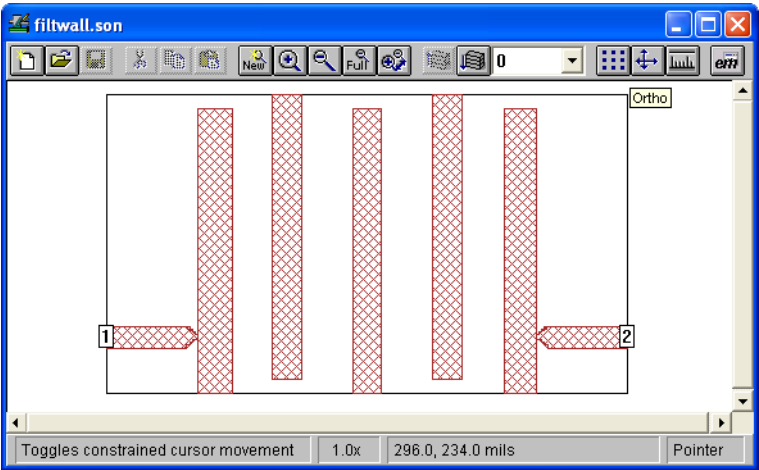 filtwall.son
New Full 0 em
Ortho
1 2
Toggles constrained cursor movement 1.0x 296.0, 234.0 mils Pointer